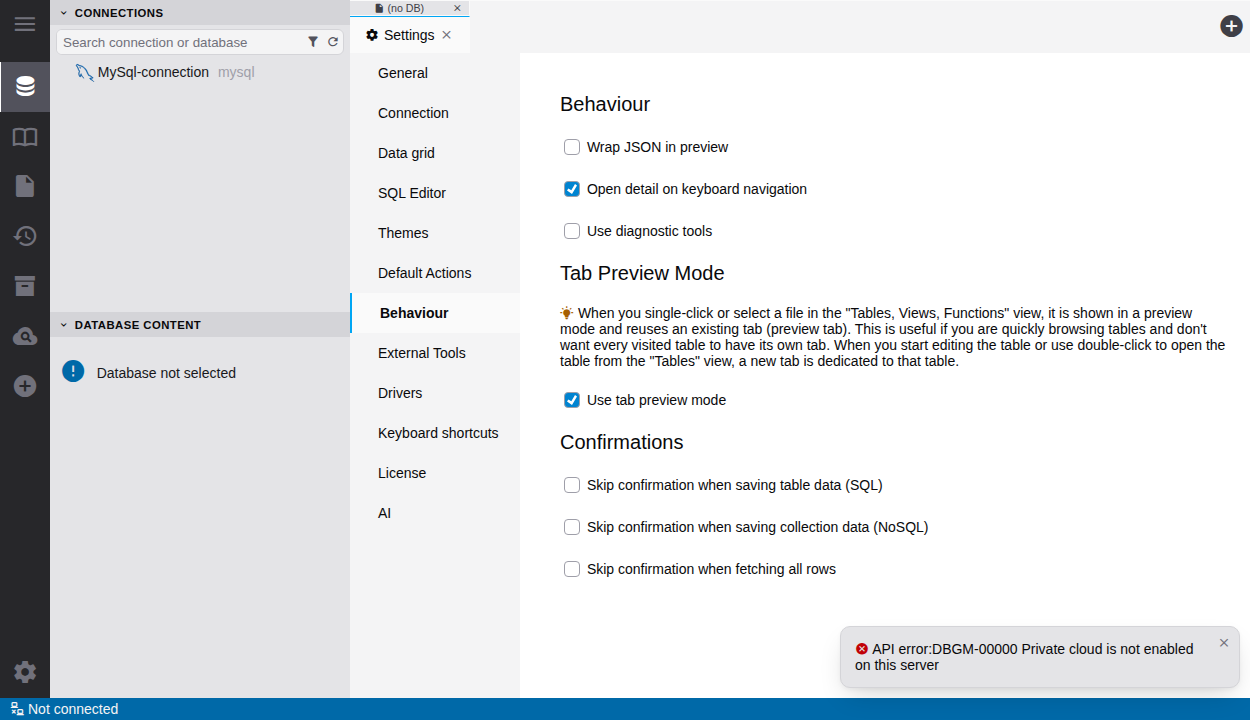 CONNECTIONS
Search connection or database
MySql-connection mysql
DATABASE CONTENT
Database not selected
(no DB)
Settings
General
Connection
Data grid
SQL Editor
Themes
Default Actions
Behaviour
External Tools
Drivers
Keyboard shortcuts
License
AI
Behaviour
Wrap JSON in preview
Open detail on keyboard navigation
Use diagnostic tools
Tab Preview Mode
When you single-click or select a file in the "Tables, Views, Functions" view, it is shown in a preview
mode and reuses an existing tab (preview tab). This is useful if you are quickly browsing tables and don't
want every visited table to have its own tab. When you start editing the table or use double-click to open the
table from the "Tables" view, a new tab is dedicated to that table.
Use tab preview mode
Confirmations
Skip confirmation when saving table data (SQL)
Skip confirmation when saving collection data (NoSQL)
Skip confirmation when fetching all rows
API error:DBGM-00000 Private cloud is not enabled
on this server
Not connected